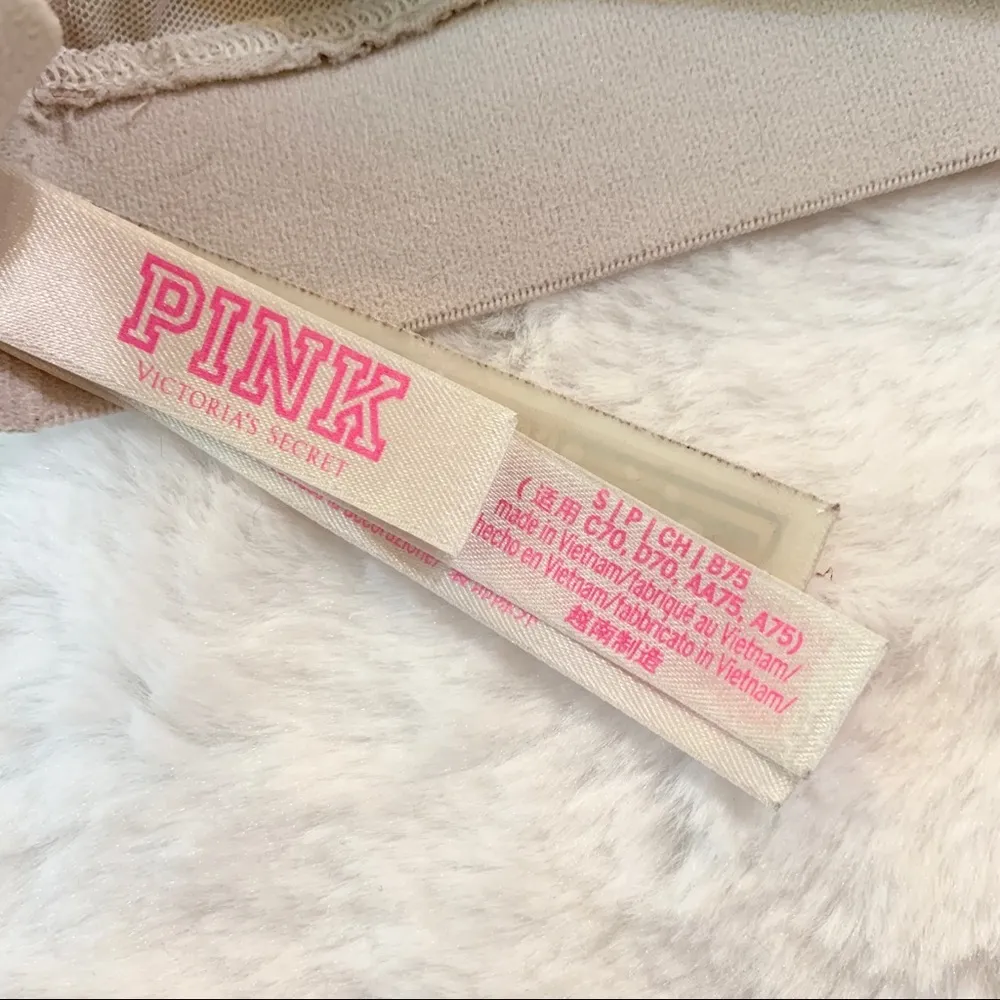 PINK
VICTORIA'S SECRET
S | P | CH | B75
(适用 C70, b70, AA75, A75)
made in Vietnam/fabriqué au Vietnam/
hecho en Vietnam/fabbricato in Vietnam/
越南制造